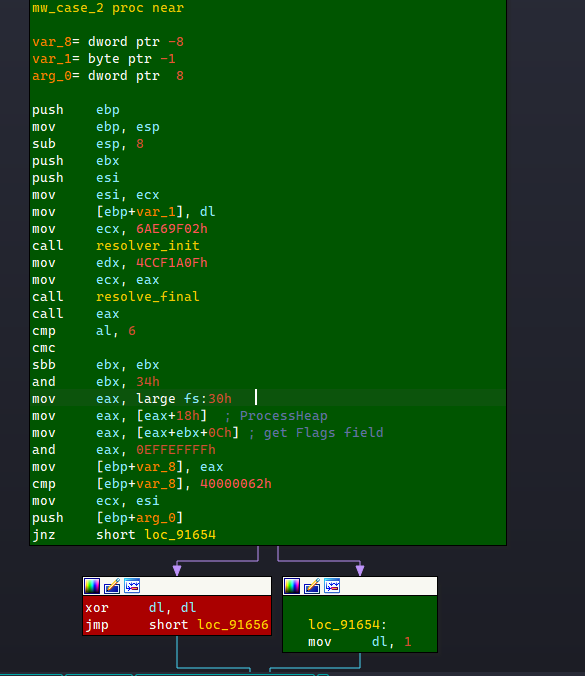 mw_case_2 proc near
var_8= dword ptr -8
var_1= byte ptr -1
arg_0= dword ptr  8
push    ebp
mov     ebp, esp
sub     esp, 8
push    ebx
push    esi
mov     esi, ecx
mov     [ebp+var_1], dl
mov     ecx, 6AE69F02h
call    resolver_init
mov     edx, 4CCF1A0Fh
mov     ecx, eax
call    resolve_final
call    eax
cmp     al, 6
cmc
sbb     ebx, ebx
and     ebx, 34h
mov     eax, large fs:30h
mov     eax, [eax+18h]  ; ProcessHeap
mov     eax, [eax+ebx+0Ch] ; get Flags field
and     eax, 0EFFEFFFFh
mov     [ebp+var_8], eax
cmp     [ebp+var_8], 40000062h
mov     ecx, esi
push    [ebp+arg_0]
jnz     short loc_91654
xor     dl, dl
jmp     short loc_91656
loc_91654:
mov     dl, 1